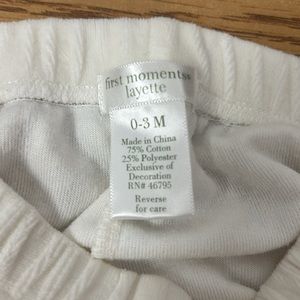 first moments
layette
0-3 M
Made in China
75% Cotton
25% Polyester
Exclusive of
Decoration
RN# 46795
Reverse
for care